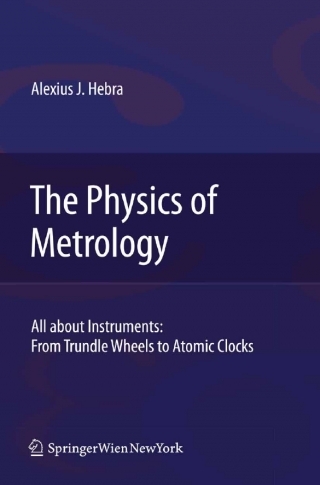 Alexius J. Hebra
The Physics of
Metrology
All about Instruments:
From Trundle Wheels to Atomic Clocks
SpringerWienNewYork